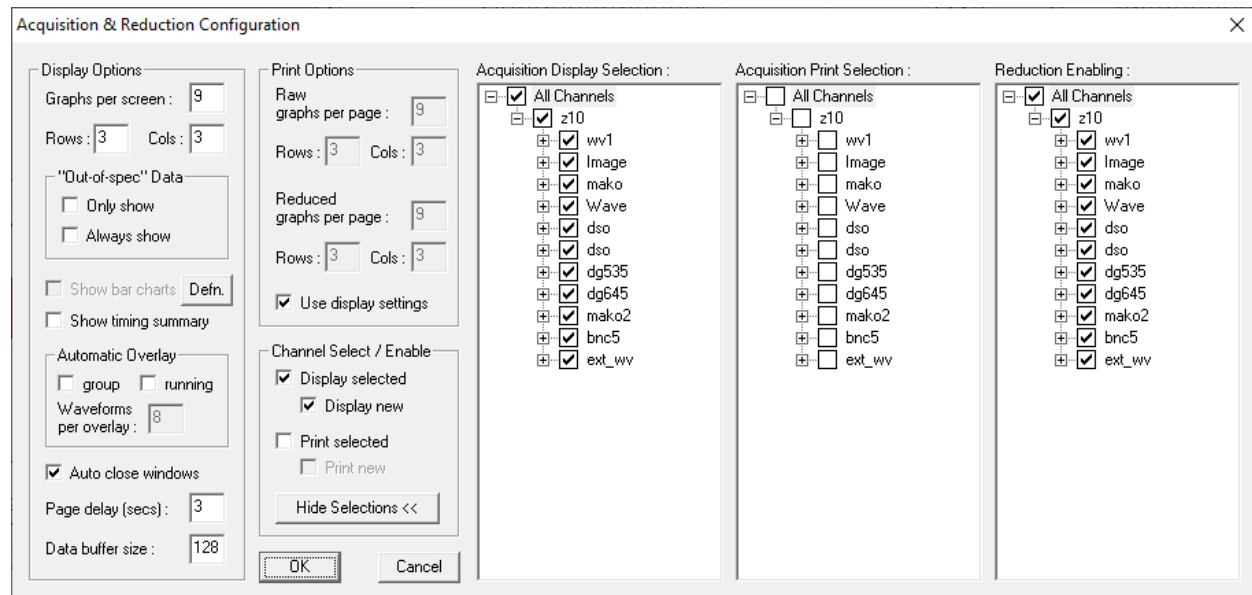 Acquisition & Reduction Configuration
Display Options
Graphs per screen : 9
Rows : 3 Cols : 3
"Out-of-spec" Data
Only show
Always show
Show bar charts Defn.
Show timing summary
Automatic Overlay
group running
Waveforms
per overlay : 8
Auto close windows
Page delay (secs) : 3
Data buffer size : 128
Print Options
Raw
graphs per page : 9
Rows : 3 Cols : 3
Reduced
graphs per page : 9
Rows : 3 Cols : 3
Use display settings
Channel Select / Enable
Display selected
Display new
Print selected
Print new
Hide Selections <<
OK Cancel
Acquisition Display Selection :
All Channels
z10
wv1
Image
mako
Wave
dso
dso
dg535
dg645
mako2
bnc5
ext_wv
Acquisition Print Selection :
All Channels
z10
wv1
Image
mako
Wave
dso
dso
dg535
dg645
mako2
bnc5
ext_wv
Reduction Enabling :
All Channels
z10
wv1
Image
mako
Wave
dso
dso
dg535
dg645
mako2
bnc5
ext_wv